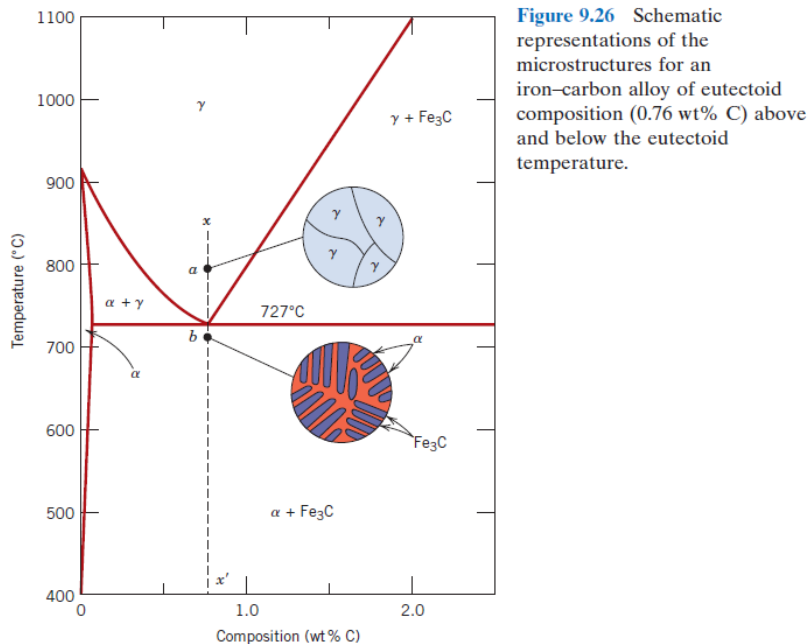 Figure 9.26 Schematic
representations of the
microstructures for an
iron–carbon alloy of eutectoid
composition (0.76 wt% C) above
and below the eutectoid
temperature.
1100
1000
900
800
700
600
500
400
Temperature (°C)
γ
γ + Fe₃C
x
γ
γ
γ
γ
a
α + γ
727°C
b
α
α
Fe₃C
α + Fe₃C
x′
0
1.0
2.0
Composition (wt% C)